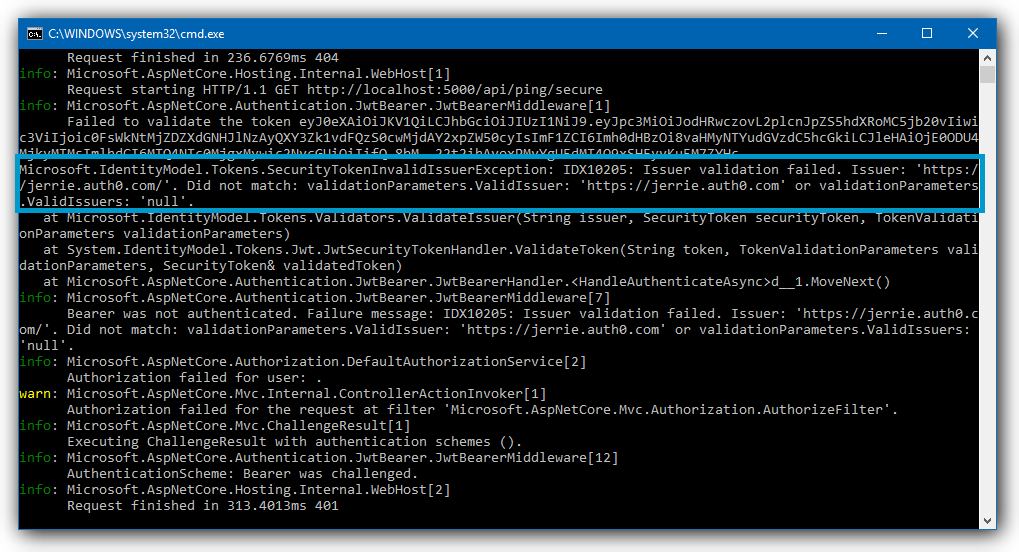 C:\WINDOWS\system32\cmd.exe
Request finished in 236.6769ms 404
info: Microsoft.AspNetCore.Hosting.Internal.WebHost[1]
Request starting HTTP/1.1 GET http://localhost:5000/api/ping/secure
info: Microsoft.AspNetCore.Authentication.JwtBearer.JwtBearerMiddleware[1]
Failed to validate the token eyJ0eXAiOiJKV1QiLCJhbGciOiJIUzI1NiJ9.eyJpc3MiOiJodHRwczovL2plcnJpZS5hdXRoMC5jb20vIiwi
Microsoft.IdentityModel.Tokens.SecurityTokenInvalidIssuerException: IDX10205: Issuer validation failed. Issuer: 'https:/
/jerrie.auth0.com/'. Did not match: validationParameters.ValidIssuer: 'https://jerrie.auth0.com' or validationParameters
.ValidIssuers: 'null'.
at Microsoft.IdentityModel.Tokens.Validators.ValidateIssuer(String issuer, SecurityToken securityToken, TokenValidati
onParameters validationParameters)
at System.IdentityModel.Tokens.Jwt.JwtSecurityTokenHandler.ValidateToken(String token, TokenValidationParameters vali
dationParameters, SecurityToken& validatedToken)
at Microsoft.AspNetCore.Authentication.JwtBearer.JwtBearerHandler.<HandleAuthenticateAsync>d__1.MoveNext()
info: Microsoft.AspNetCore.Authentication.JwtBearer.JwtBearerMiddleware[7]
Bearer was not authenticated. Failure message: IDX10205: Issuer validation failed. Issuer: 'https://jerrie.auth0.c
om/'. Did not match: validationParameters.ValidIssuer: 'https://jerrie.auth0.com' or validationParameters.ValidIssuers:
'null'.
info: Microsoft.AspNetCore.Authorization.DefaultAuthorizationService[2]
Authorization failed for user: .
warn: Microsoft.AspNetCore.Mvc.Internal.ControllerActionInvoker[1]
Authorization failed for the request at filter 'Microsoft.AspNetCore.Mvc.Authorization.AuthorizeFilter'.
info: Microsoft.AspNetCore.Mvc.ChallengeResult[1]
Executing ChallengeResult with authentication schemes ().
info: Microsoft.AspNetCore.Authentication.JwtBearer.JwtBearerMiddleware[12]
AuthenticationScheme: Bearer was challenged.
info: Microsoft.AspNetCore.Hosting.Internal.WebHost[2]
Request finished in 313.4013ms 401